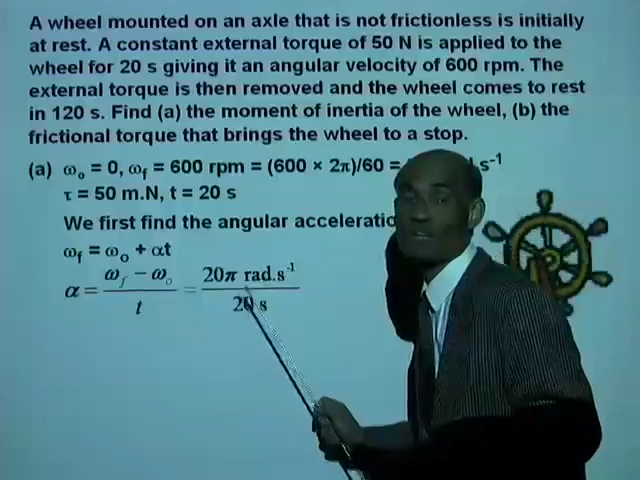 A wheel mounted on an axle that is not frictionless is initially
at rest. A constant external torque of 50 N is applied to the
wheel for 20 s giving it an angular velocity of 600 rpm. The
external torque is then removed and the wheel comes to rest
in 120 s. Find (a) the moment of inertia of the wheel, (b) the
frictional torque that brings the wheel to a stop.
(a) ωₒ = 0, ωf = 600 rpm = (600 × 2π)/60 = s⁻¹
τ = 50 m.N, t = 20 s
We first find the angular
ωf = ωₒ + αt
α = (ωf − ωₒ)/t = 20π rad.s⁻¹/20 s